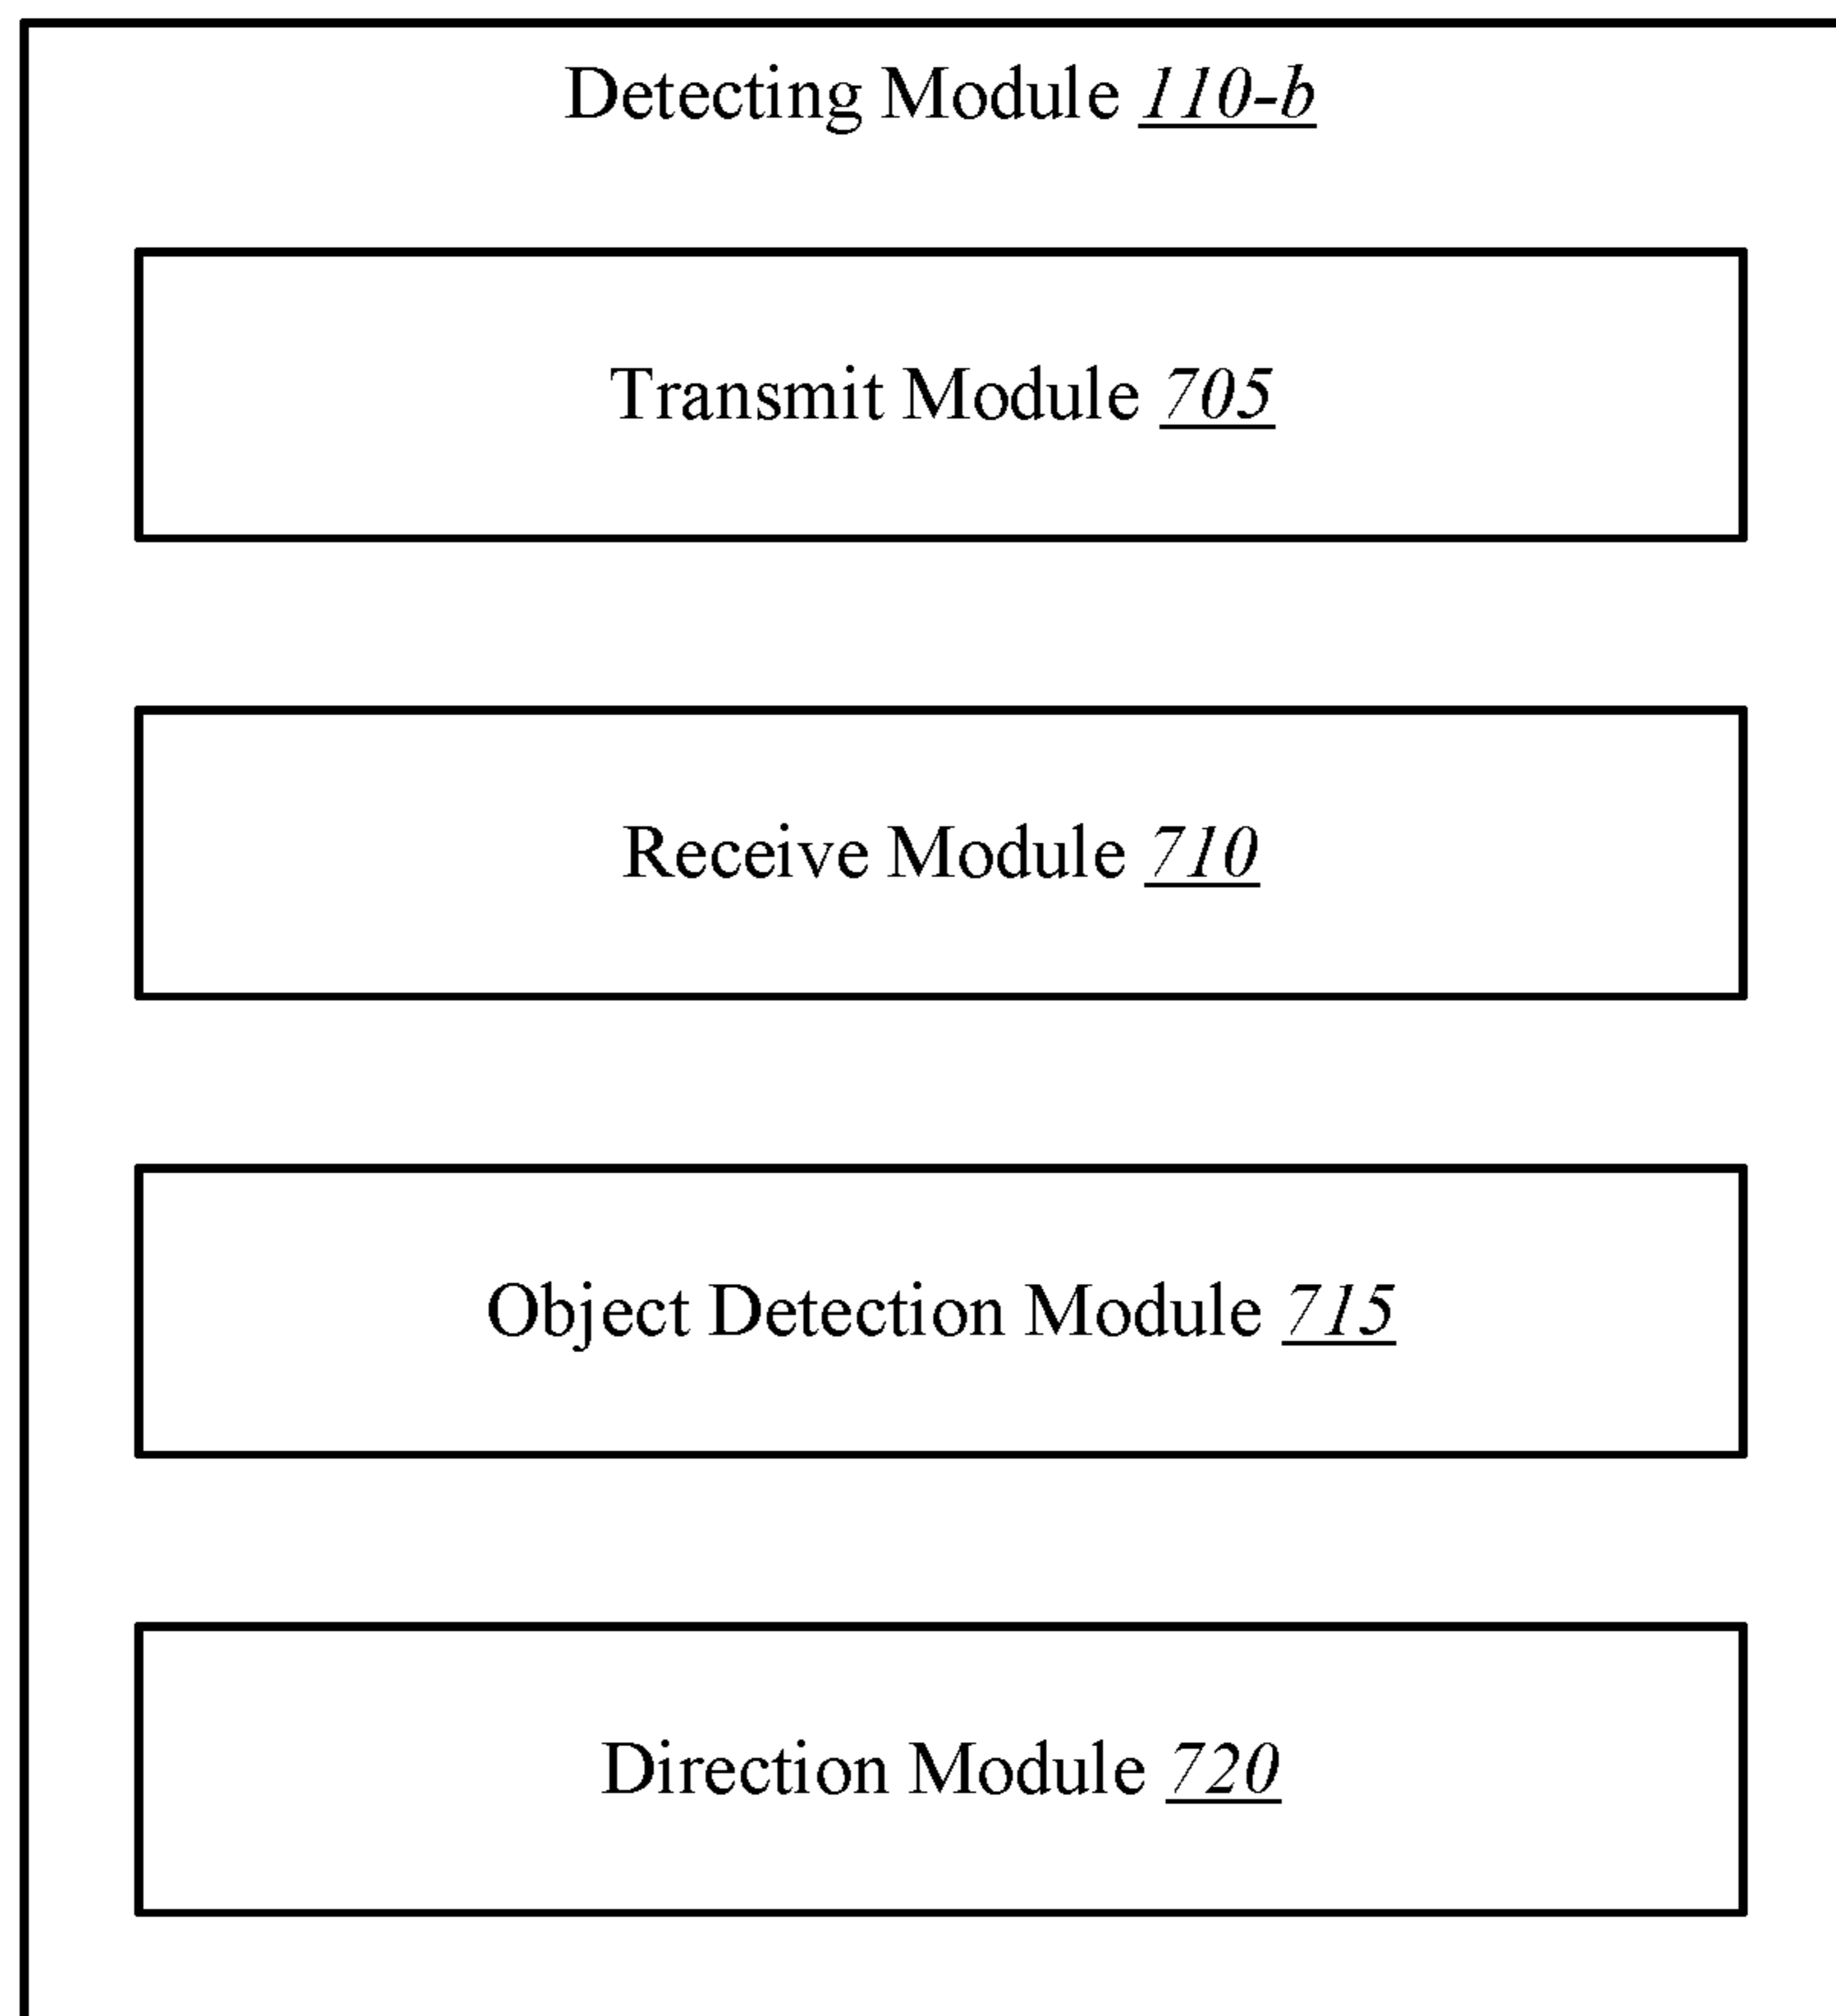 Detecting Module 110-b
Transmit Module 705
Receive Module 710
Object Detection Module 715
Direction Module 720